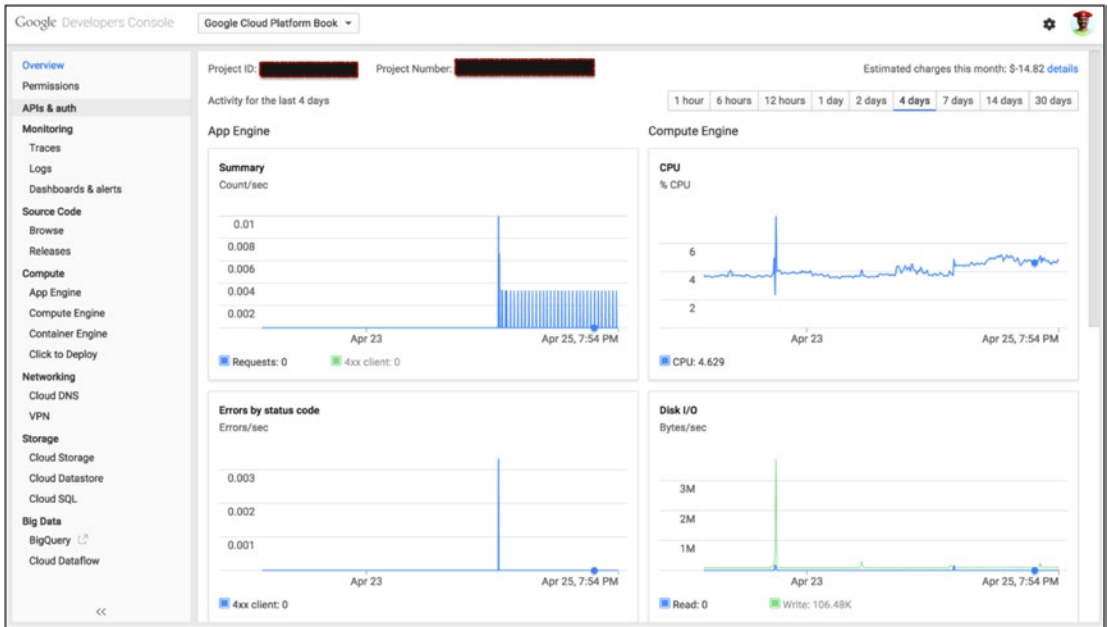 Google Developers Console
Google Cloud Platform Book
Overview
Permissions
APIs & auth
Monitoring
Traces
Logs
Dashboards & alerts
Source Code
Browse
Releases
Compute
App Engine
Compute Engine
Container Engine
Click to Deploy
Networking
Cloud DNS
VPN
Storage
Cloud Storage
Cloud Datastore
Cloud SQL
Big Data
BigQuery
Cloud Dataflow
<<
Project ID: Project Number: Estimated charges this month: $-14.82 details
Activity for the last 4 days
1 hour 6 hours 12 hours 1 day 2 days 4 days 7 days 14 days 30 days
App Engine
Summary
Count/sec
0.01
0.008
0.006
0.004
0.002
Apr 23 Apr 25, 7:54 PM
Requests: 0 4xx client: 0
Errors by status code
Errors/sec
0.003
0.002
0.001
Apr 23 Apr 25, 7:54 PM
4xx client: 0
Compute Engine
CPU
% CPU
6
4
2
Apr 23 Apr 25, 7:54 PM
CPU: 4.629
Disk I/O
Bytes/sec
3M
2M
1M
Apr 23 Apr 25, 7:54 PM
Read: 0 Write: 106.48K